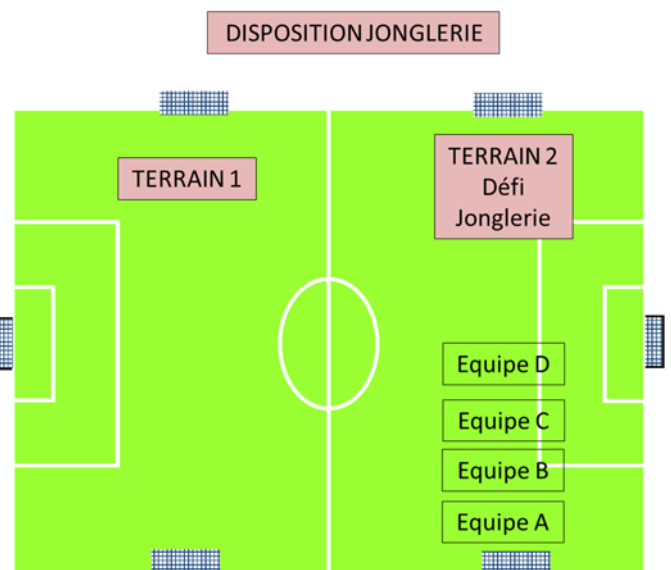 DISPOSITION JONGLERIE
TERRAIN 1
TERRAIN 2
Défi
Jonglerie
Equipe D
Equipe C
Equipe B
Equipe A